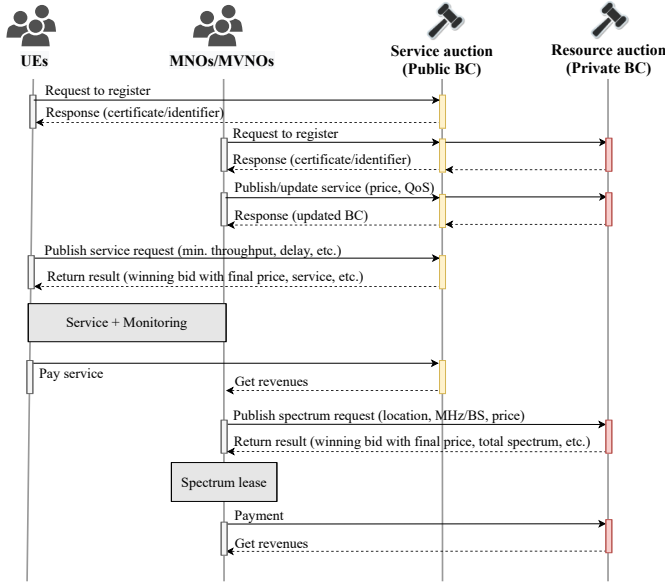 UEs
MNOs/MVNOs
Service auction
(Public BC)
Resource auction
(Private BC)
Request to register
Response (certificate/identifier)
Request to register
Response (certificate/identifier)
Publish/update service (price, QoS)
Response (updated BC)
Publish service request (min. throughput, delay, etc.)
Return result (winning bid with final price, service, etc.)
Service + Monitoring
Pay service
Get revenues
Publish spectrum request (location, MHz/BS, price)
Return result (winning bid with final price, total spectrum, etc.)
Spectrum lease
Payment
Get revenues